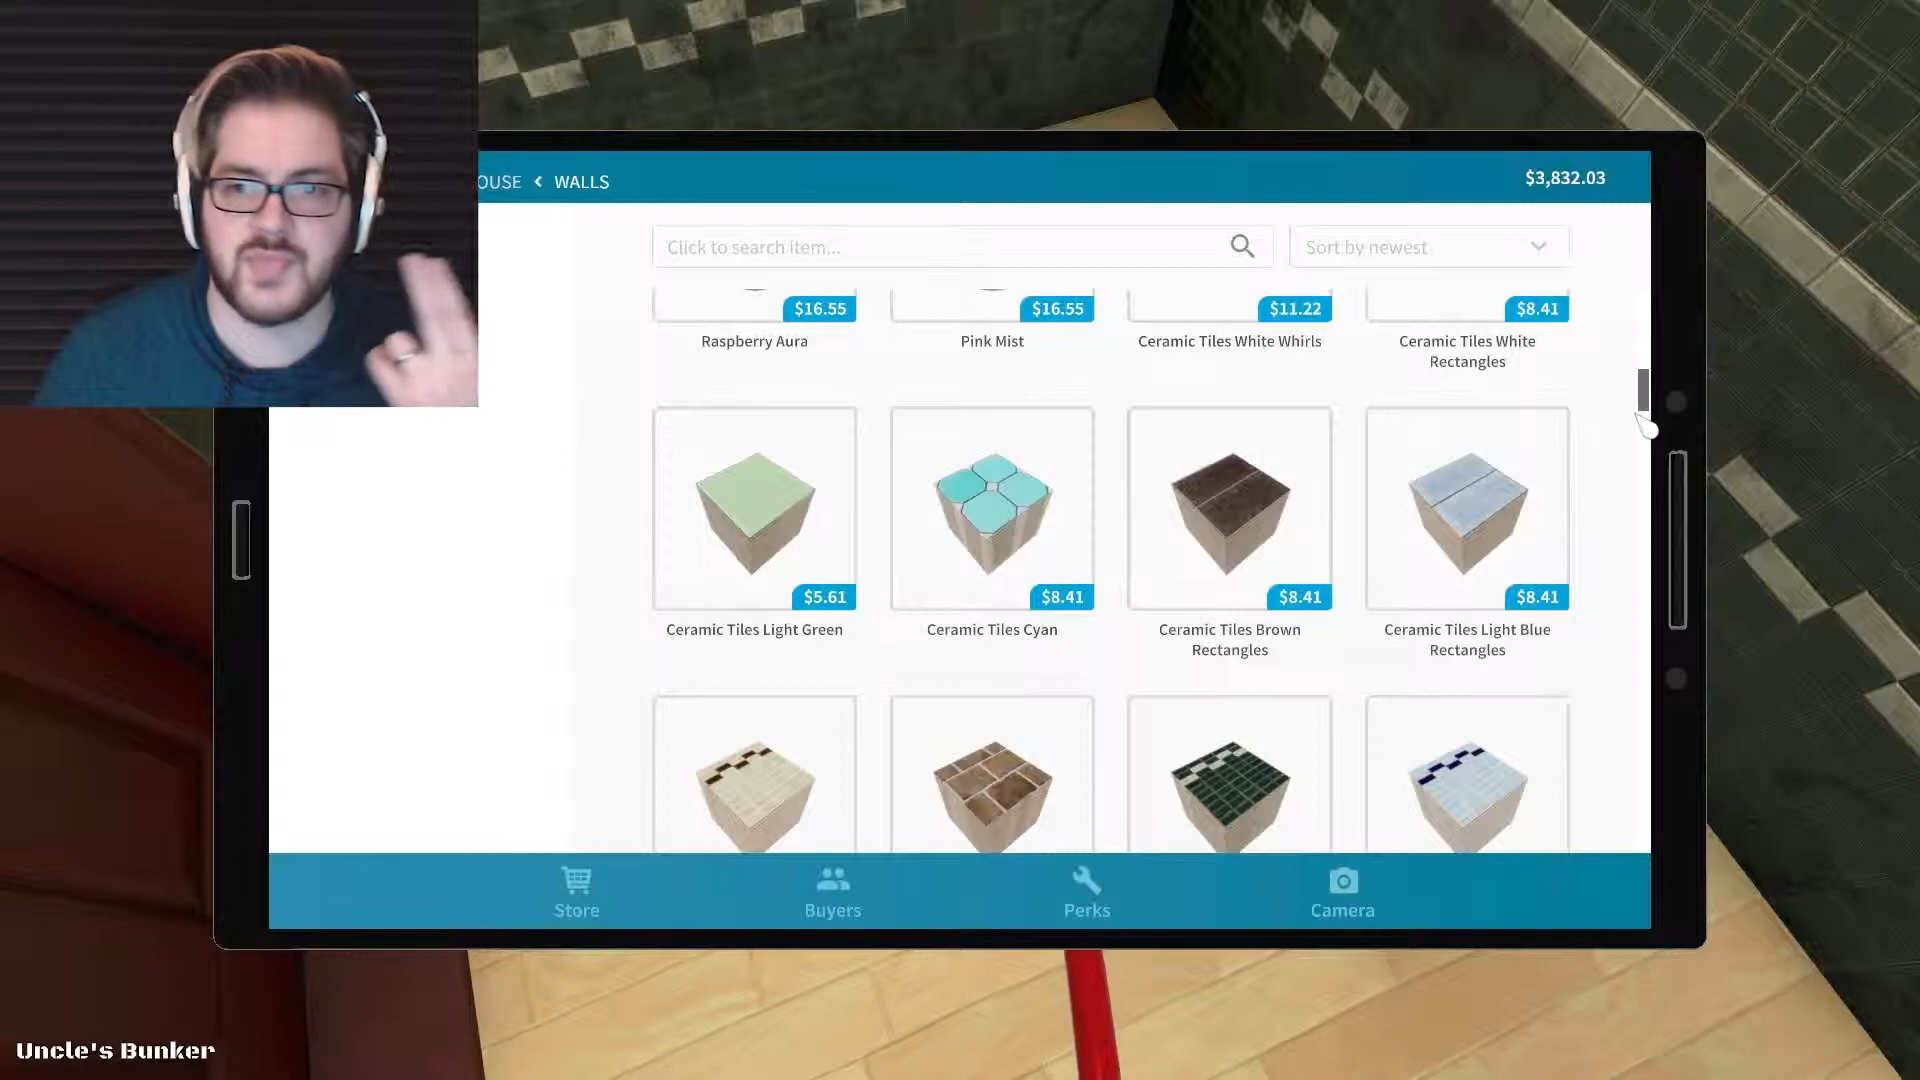 OUSE < WALLS
$3,832.03
Click to search item...
Sort by newest
$16.55
$16.55
$11.22
$8.41
Raspberry Aura
Pink Mist
Ceramic Tiles White Whirls
Ceramic Tiles White
Rectangles
$5.61
$8.41
$8.41
$8.41
Ceramic Tiles Light Green
Ceramic Tiles Cyan
Ceramic Tiles Brown
Rectangles
Ceramic Tiles Light Blue
Rectangles
Store
Buyers
Perks
Camera
Uncle's Bunker